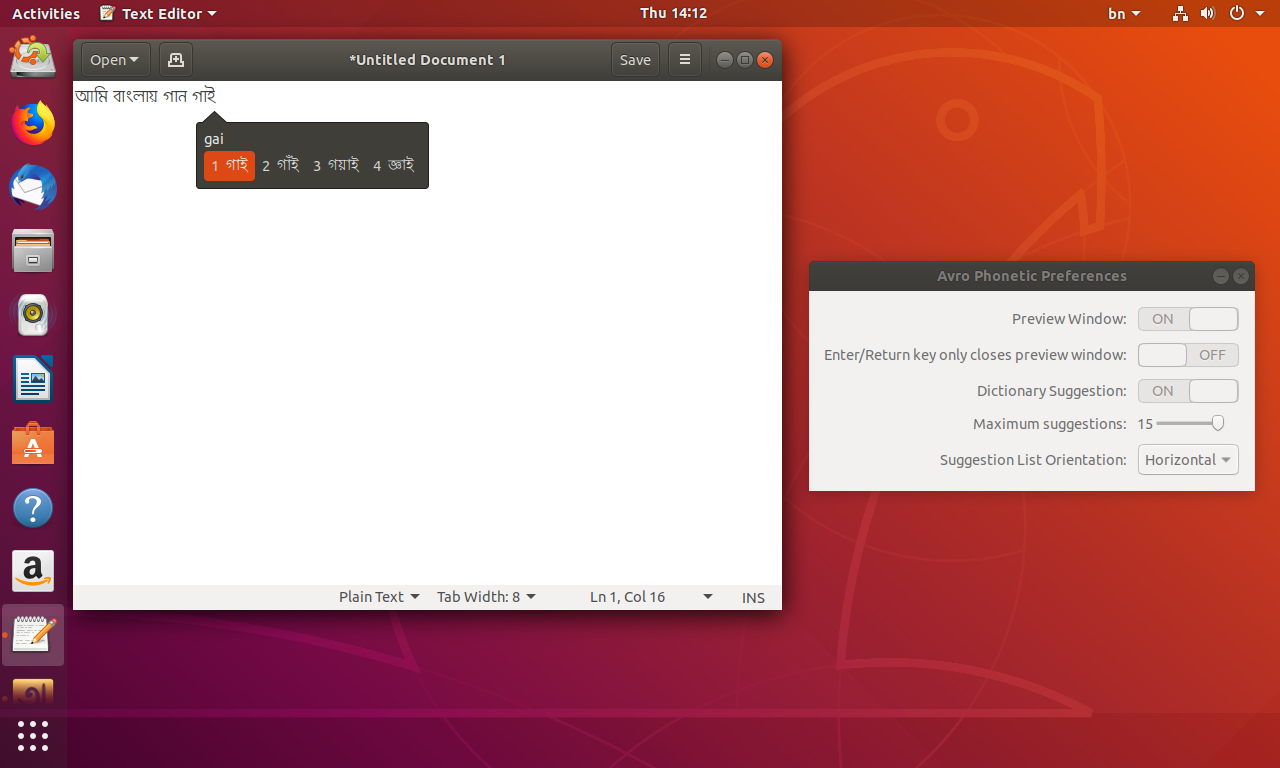 Activities Text Editor Thu 14:12 bn
Open *Untitled Document 1 Save
আমি বাংলায় গান গাই
gai
1 গাই 2 গাঁই 3 গয়াই 4 জ্ঞাই
Plain Text Tab Width: 8 Ln 1, Col 16 INS
Avro Phonetic Preferences
Preview Window: ON
Enter/Return key only closes preview window: OFF
Dictionary Suggestion: ON
Maximum suggestions: 15
Suggestion List Orientation: Horizontal